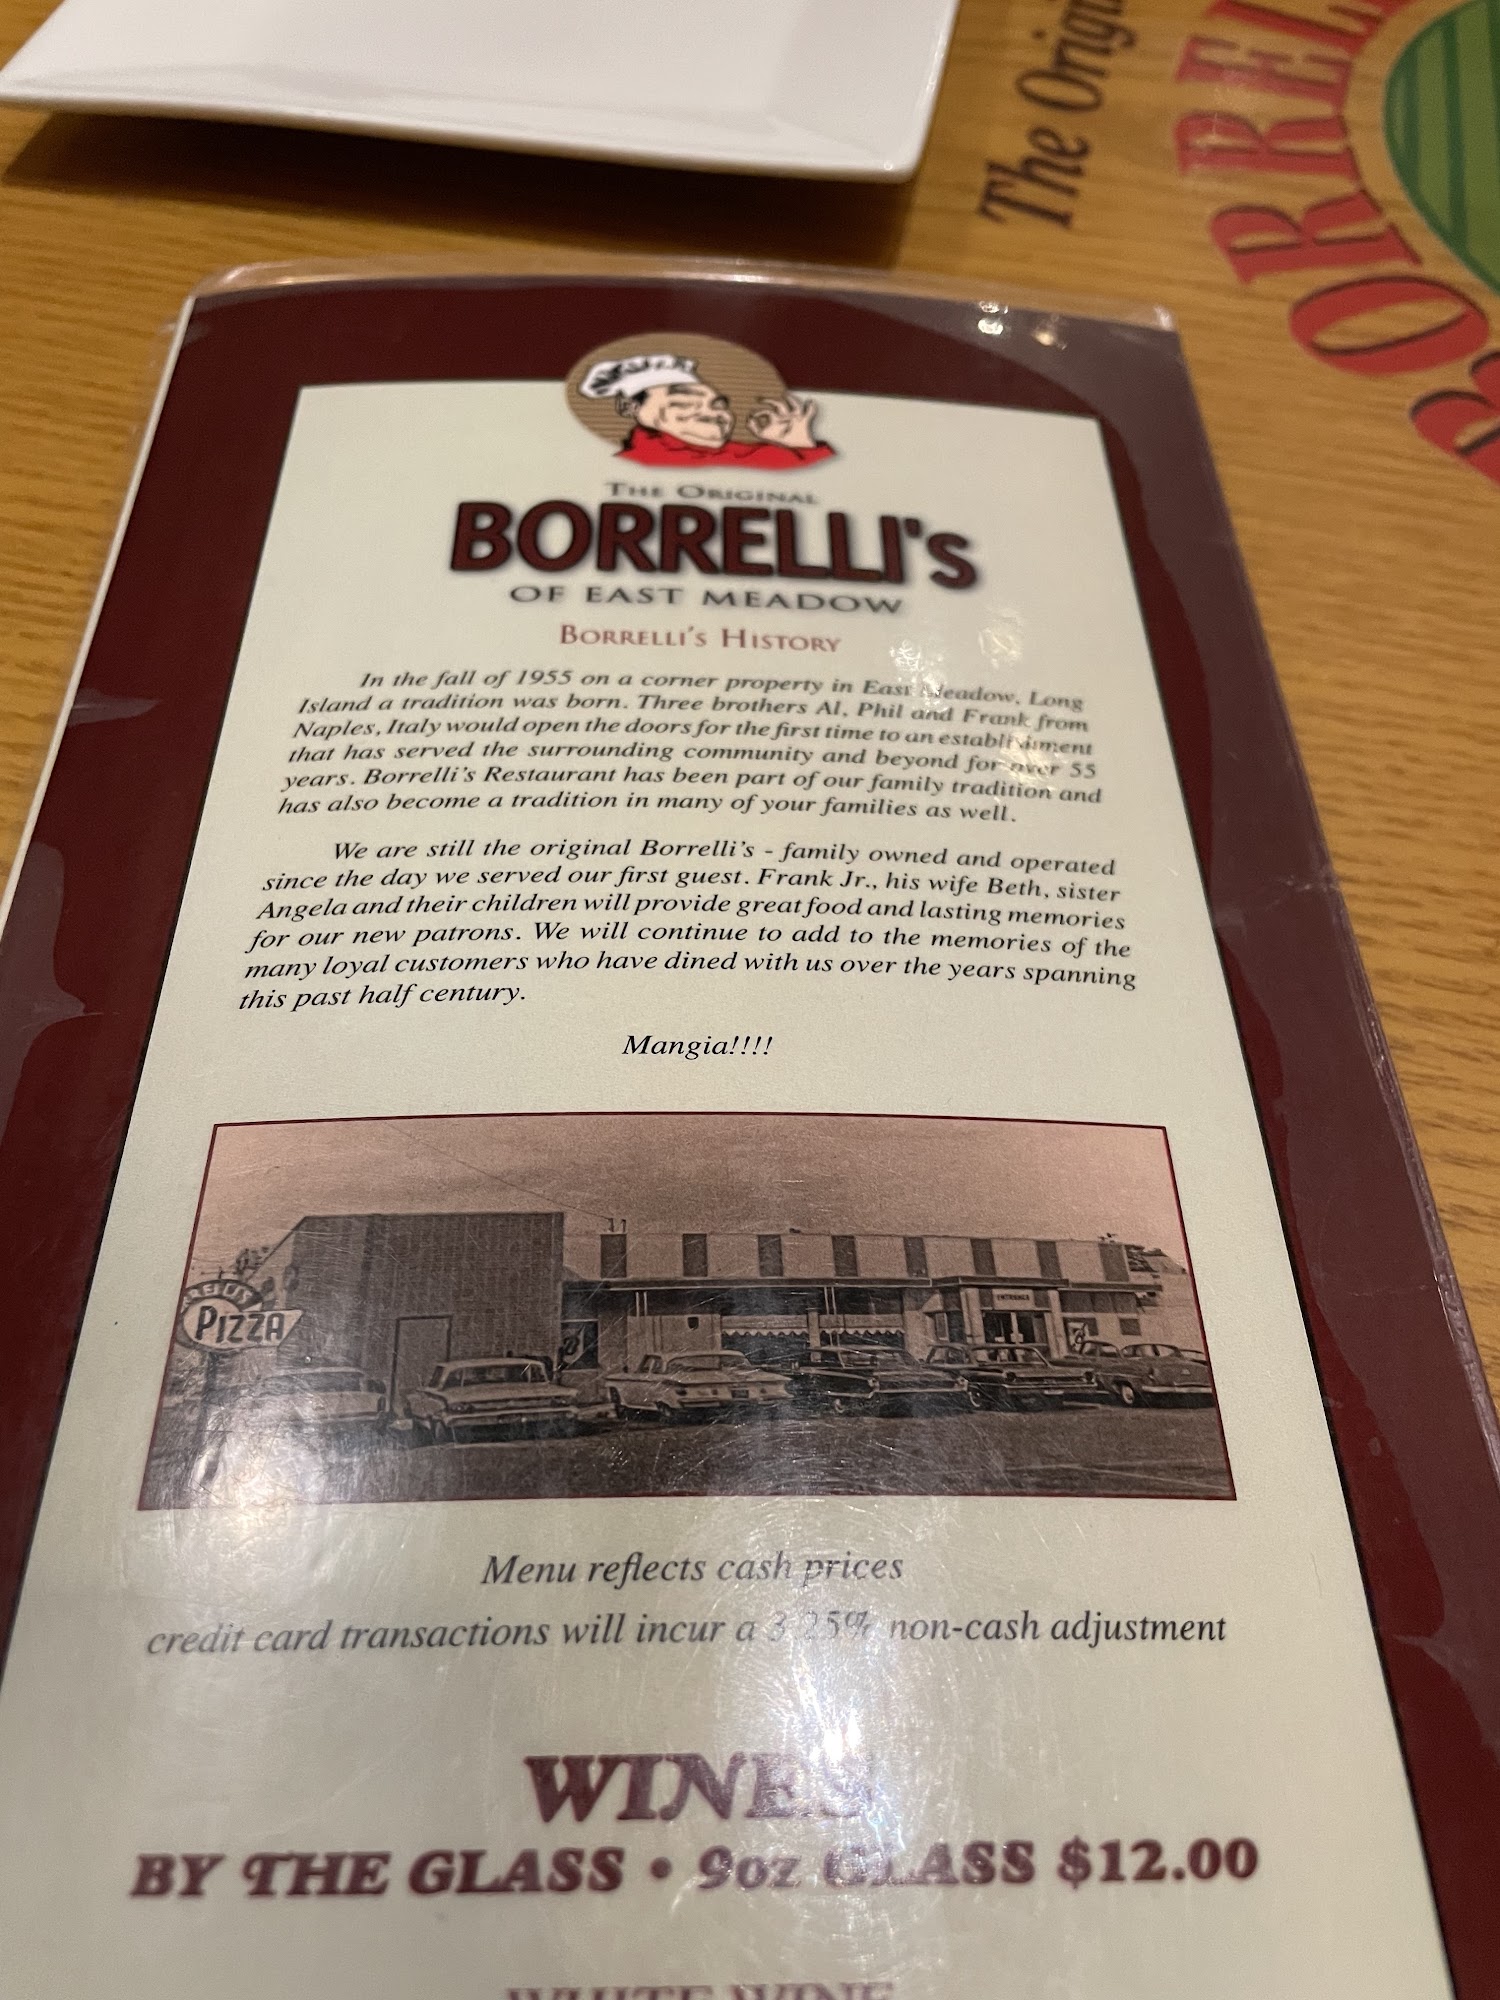 The Origi
BORREL
THE ORIGINAL
BORRELLI'S
OF EAST MEADOW
BORRELLI'S HISTORY
In the fall of 1955 on a corner property in East Meadow, Long
Island a tradition was born. Three brothers Al, Phil and Frank from
Naples, Italy would open the doors for the first time to an establishment
that has served the surrounding community and beyond for over 55
years. Borrelli's Restaurant has been part of our family tradition and
has also become a tradition in many of your families as well.
We are still the original Borrelli's - family owned and operated
since the day we served our first guest. Frank Jr., his wife Beth, sister
Angela and their children will provide great food and lasting memories
for our new patrons. We will continue to add to the memories of the
many loyal customers who have dined with us over the years spanning
this past half century.
Mangia!!!!
PIZZA
ENTRANCE
Menu reflects cash prices
credit card transactions will incur a 3.25% non-cash adjustment
WINES
BY THE GLASS • 9oz GLASS $12.00
WHITE WINE